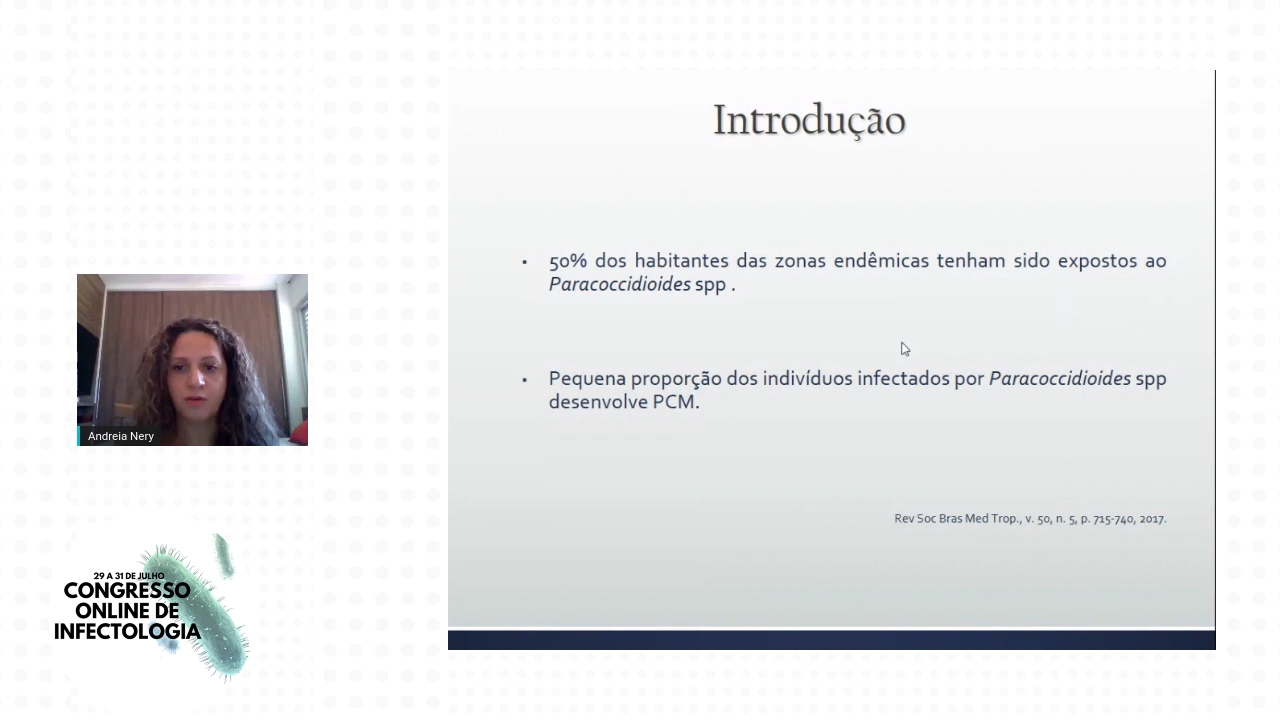 Introdução
▪ 50% dos habitantes das zonas endêmicas tenham sido expostos ao
Paracoccidioides spp .
▪ Pequena proporção dos indivíduos infectados por Paracoccidioides spp
desenvolve PCM.
Rev Soc Bras Med Trop., v. 50, n. 5, p. 715-740, 2017.
Andreia Nery
29 A 31 DE JULHO
CONGRESSO
ONLINE DE
INFECTOLOGIA